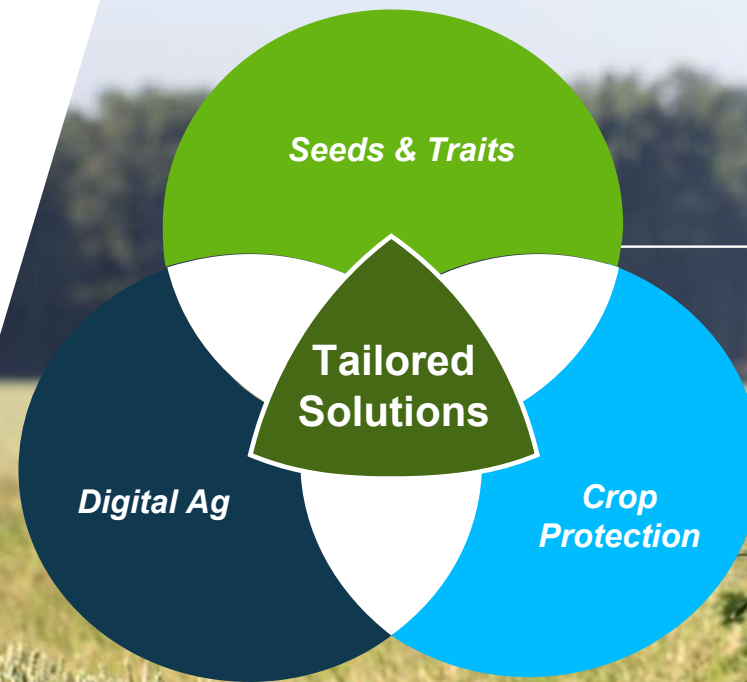 Seeds & Traits
Tailored
Solutions
Digital Ag
Crop
Protection